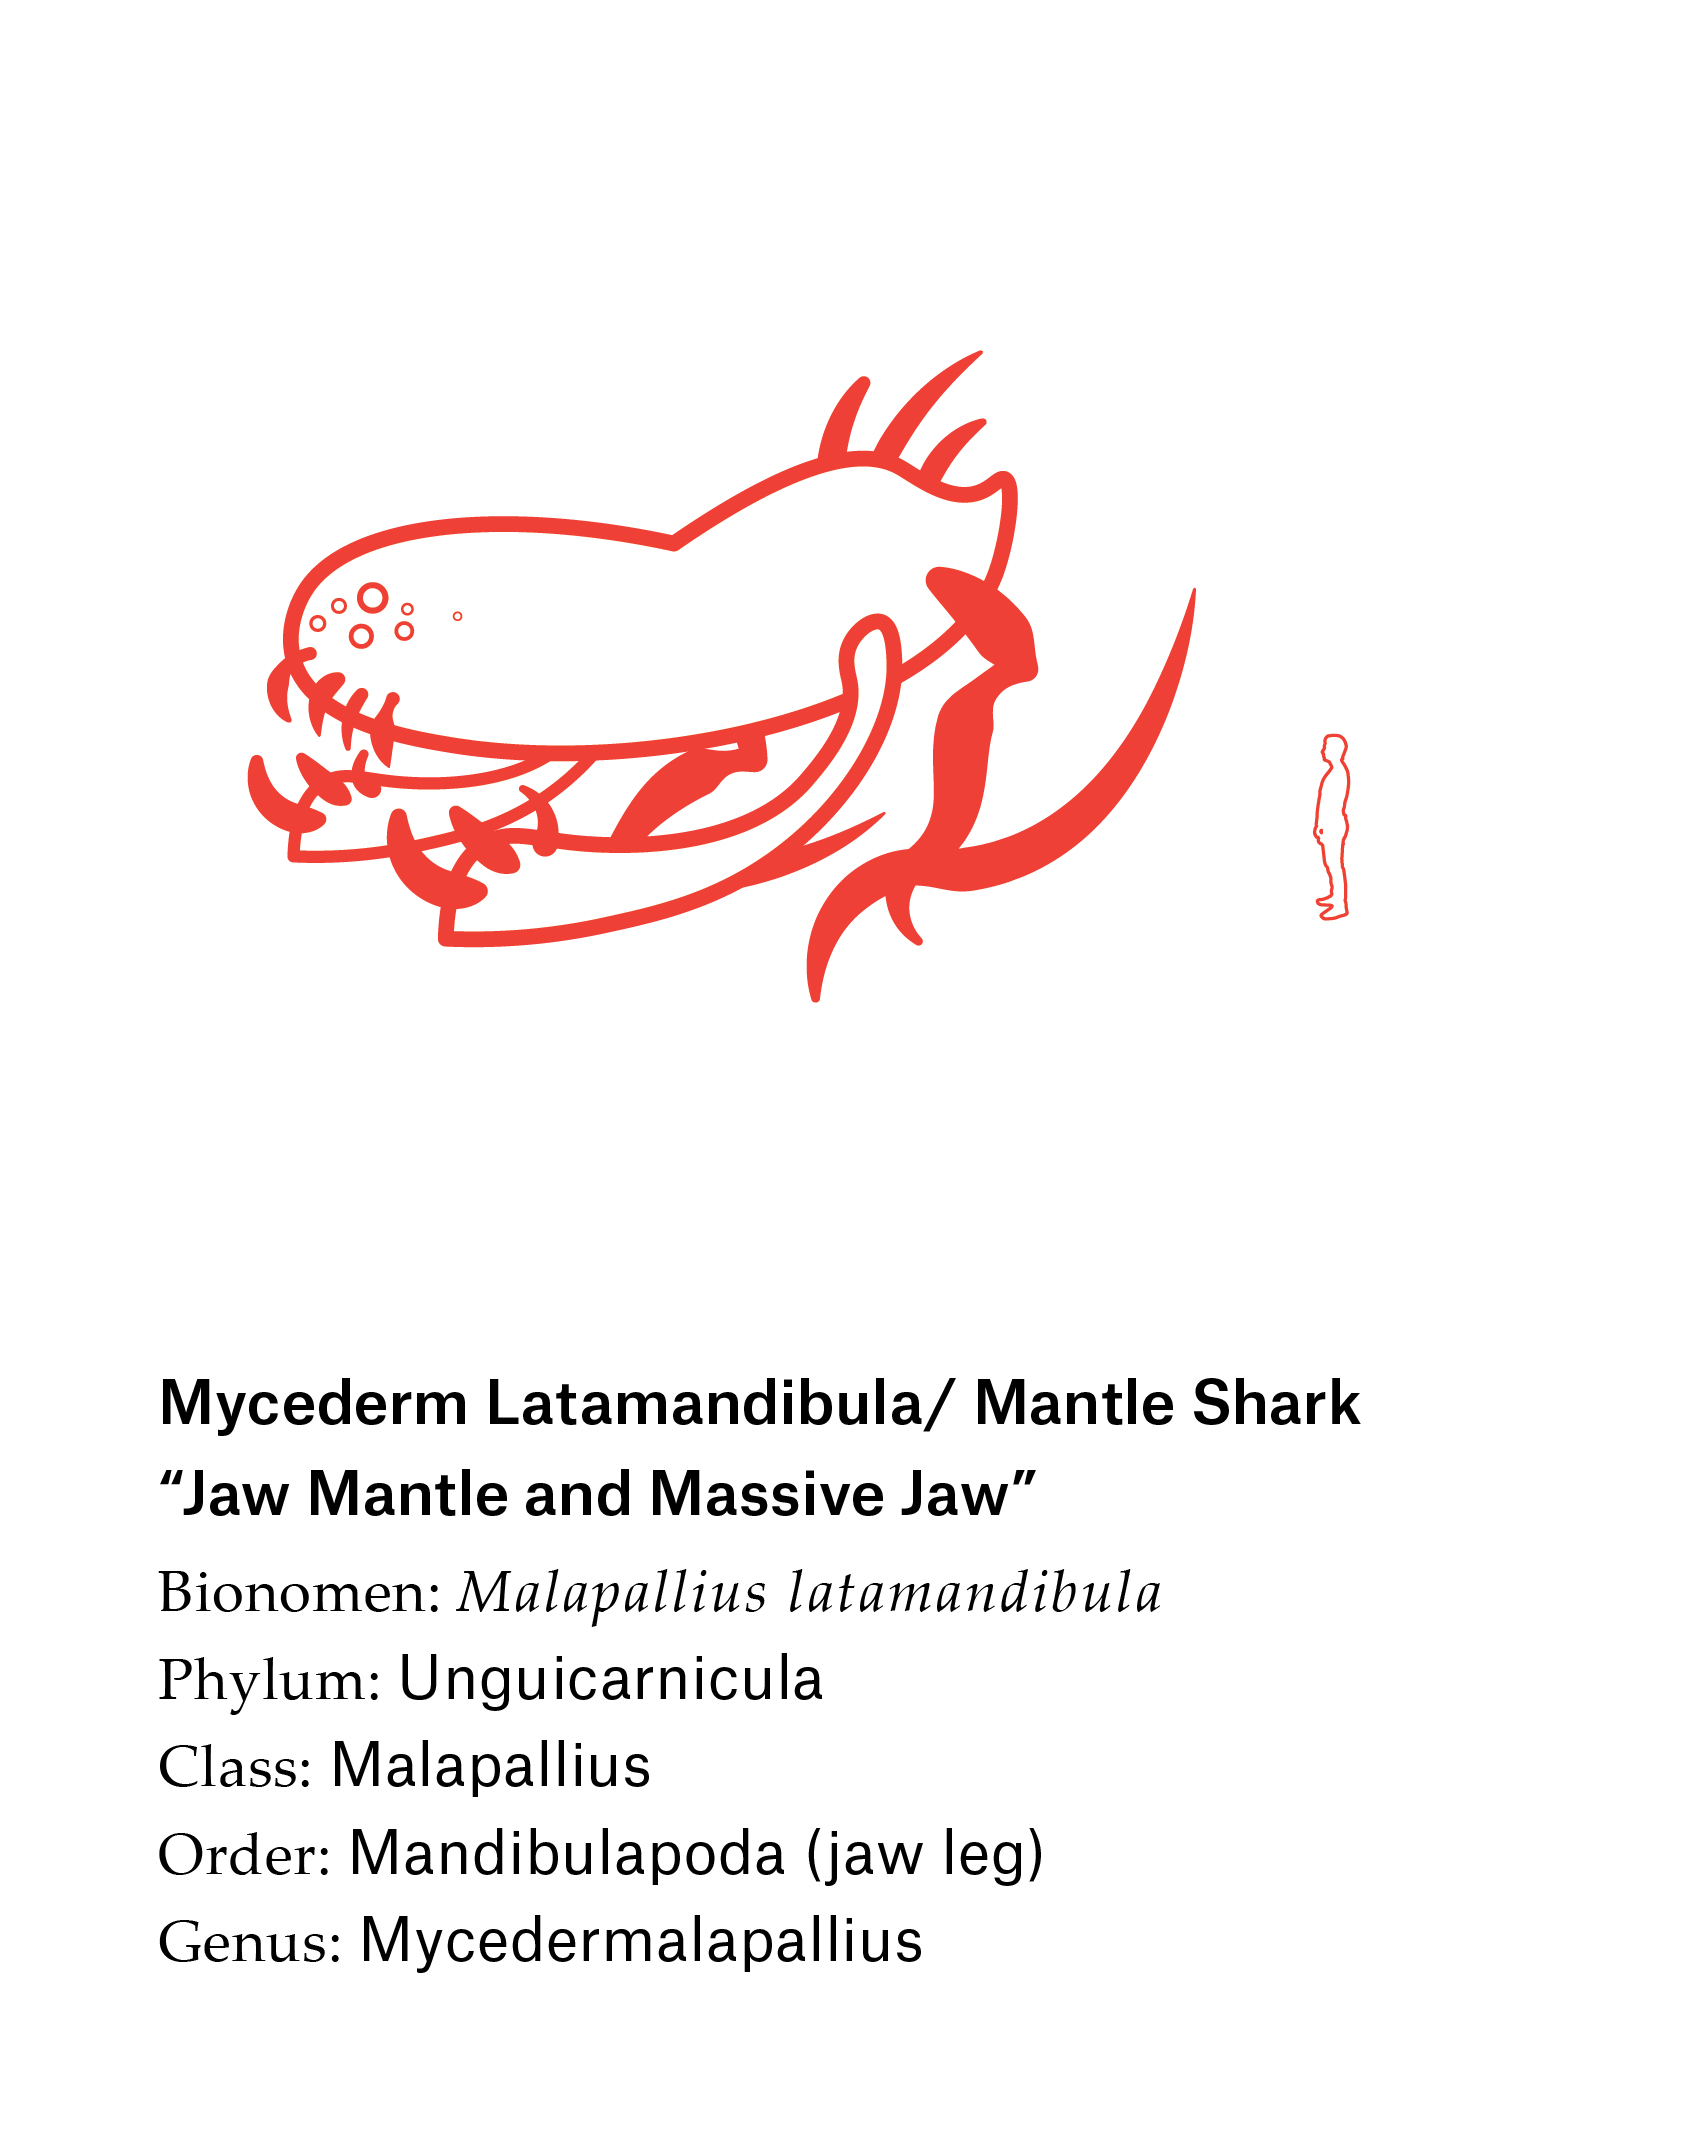 Mycederm Latamandibula/ Mantle Shark
“Jaw Mantle and Massive Jaw”
Bionomen: Malapallius latamandibula
Phylum: Unguicarnicula
Class: Malapallius
Order: Mandibulapoda (jaw leg)
Genus: Mycedermalapallius